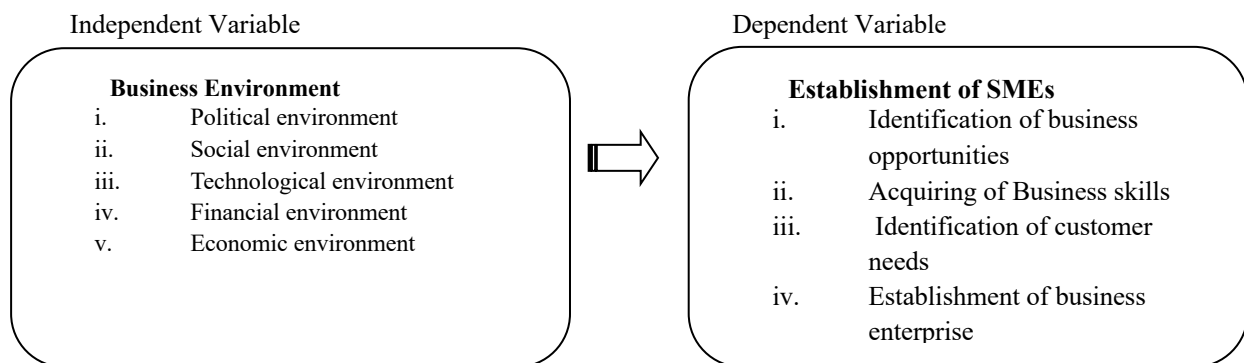 Independent Variable
Business Environment
i. Political environment
ii. Social environment
iii. Technological environment
iv. Financial environment
v. Economic environment
Dependent Variable
Establishment of SMEs
i. Identification of business
opportunities
ii. Acquiring of Business skills
iii. Identification of customer
needs
iv. Establishment of business
enterprise